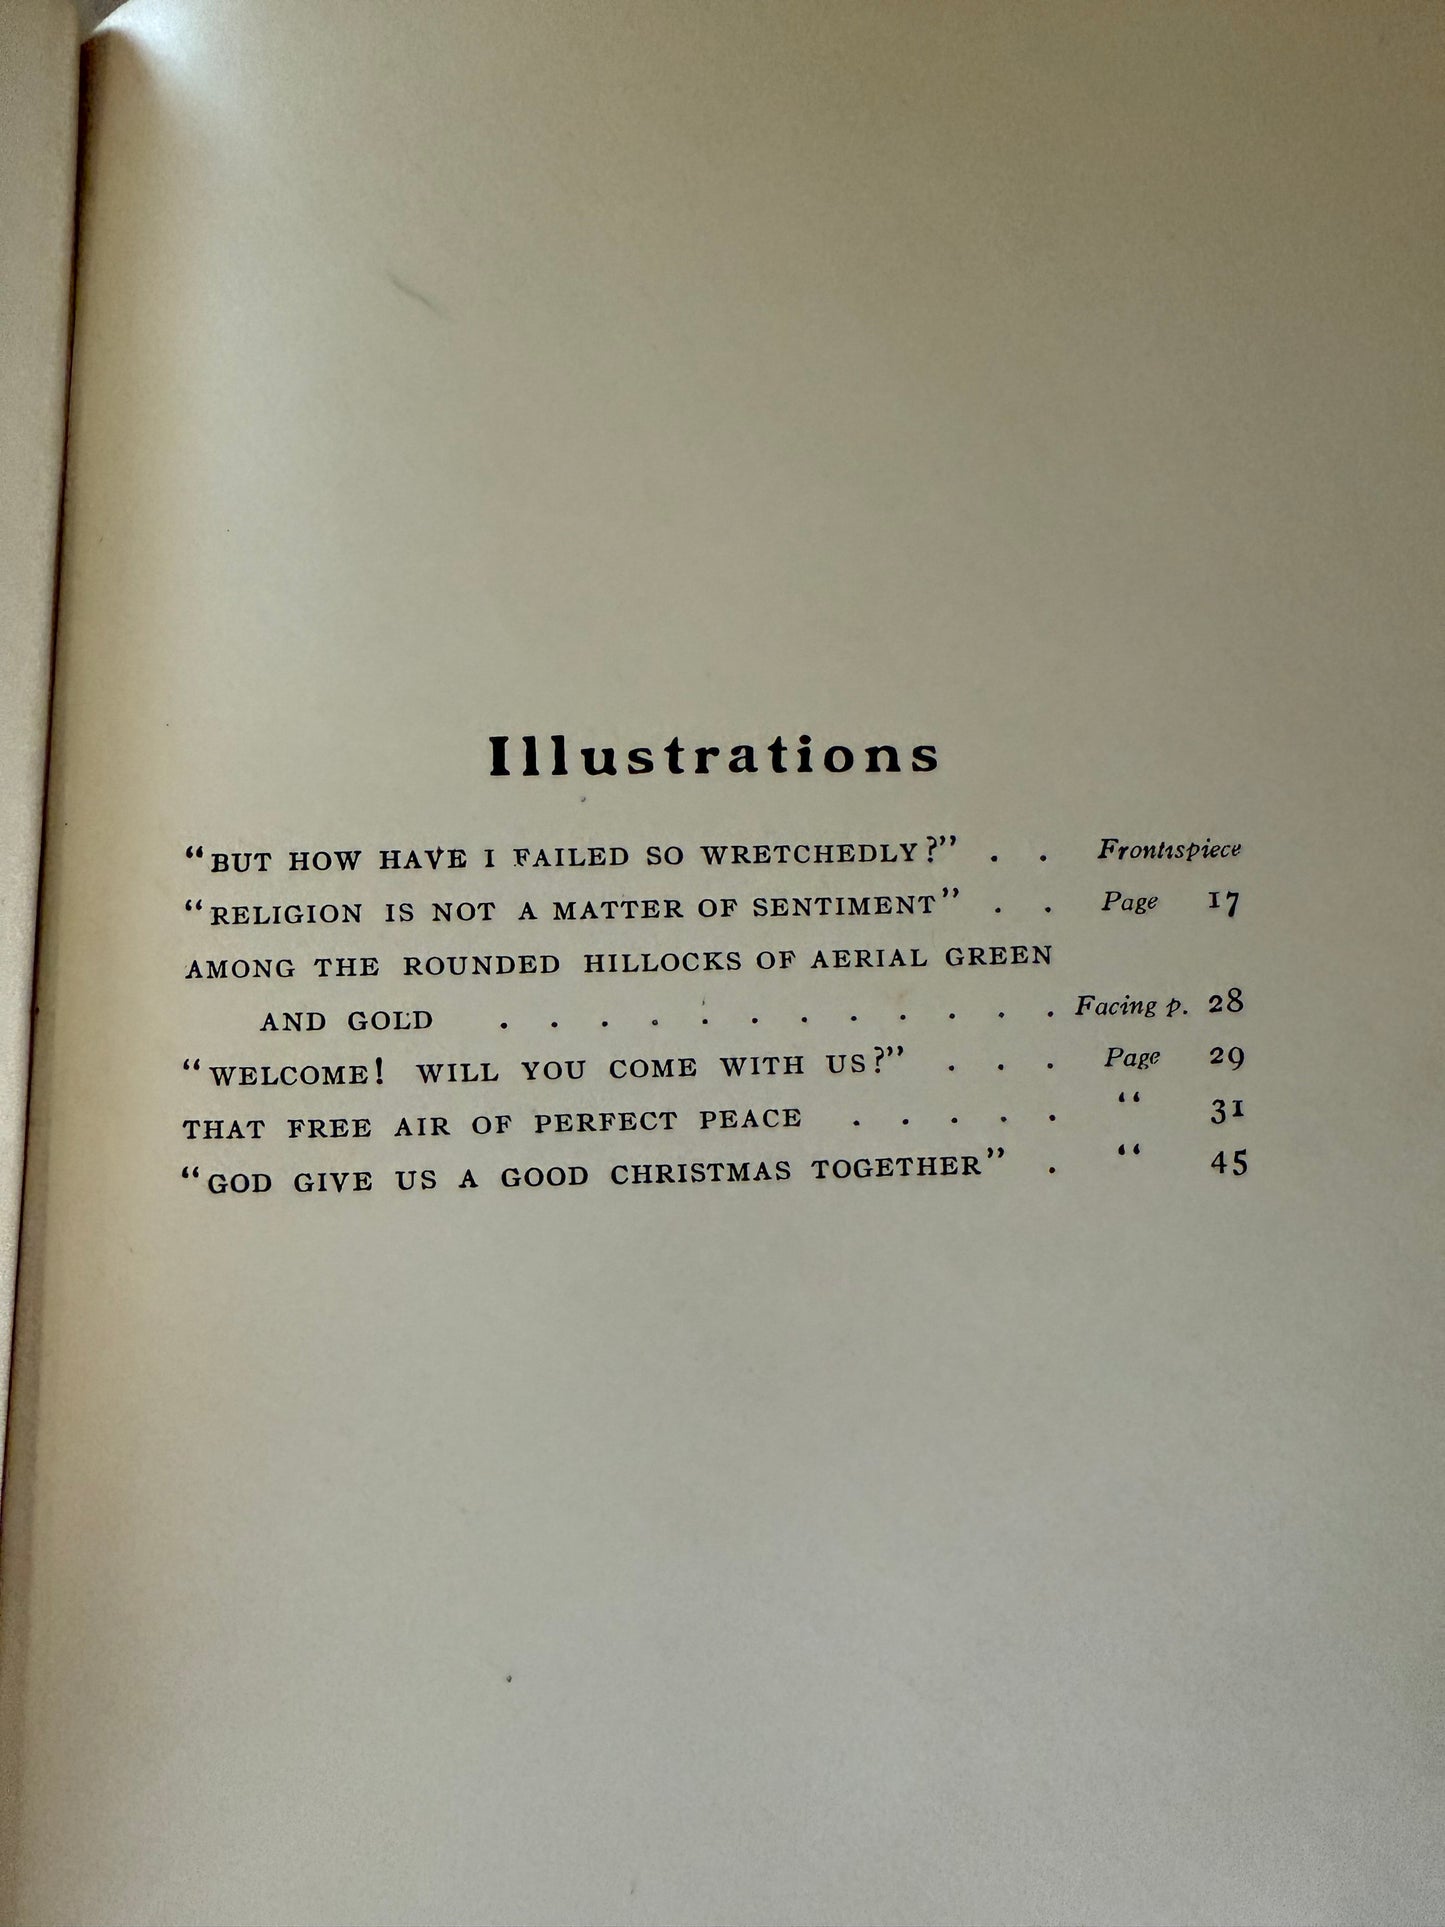 Illustrations
“BUT HOW HAVE I FAILED SO WRETCHEDLY?” . . Frontispiece
“RELIGION IS NOT A MATTER OF SENTIMENT” . . Page 17
AMONG THE ROUNDED HILLOCKS OF AERIAL GREEN
AND GOLD . . . . . . . . . . . . Facing p. 28
“WELCOME! WILL YOU COME WITH US?” . . . Page 29
THAT FREE AIR OF PERFECT PEACE . . . . . “ 31
“GOD GIVE US A GOOD CHRISTMAS TOGETHER” . “ 45